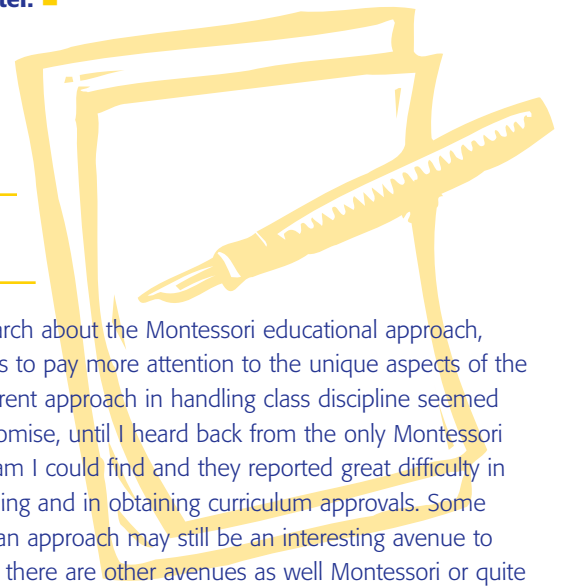 arch about the Montessori educational approach,
s to pay more attention to the unique aspects of the
rent approach in handling class discipline seemed
omise, until I heard back from the only Montessori
am I could find and they reported great difficulty in
ing and in obtaining curriculum approvals. Some
an approach may still be an interesting avenue to
there are other avenues as well Montessori or quite